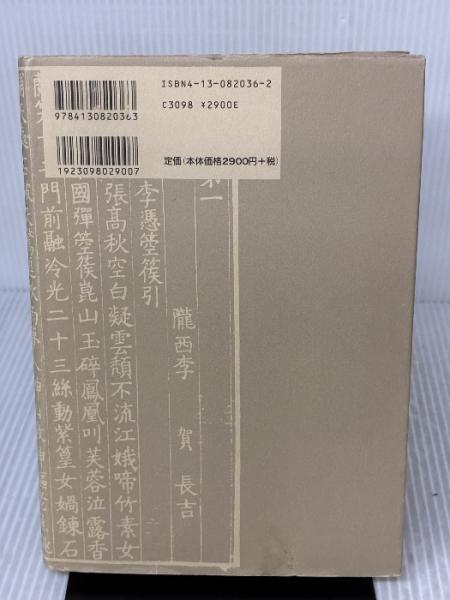 ISBN4-13-082036-2
C3098 ¥2900E
9784130820363
定価(本体価格2900円+税)
1923098029007
第一
隴西李 賀 長吉
李憑箜篌引
張高秋空白凝雲頽不流江娥啼竹素女
國彈箜篌崑山玉碎鳳凰叫芙蓉泣露香
門前融冷光二十三絲動紫篁女媧鍊石